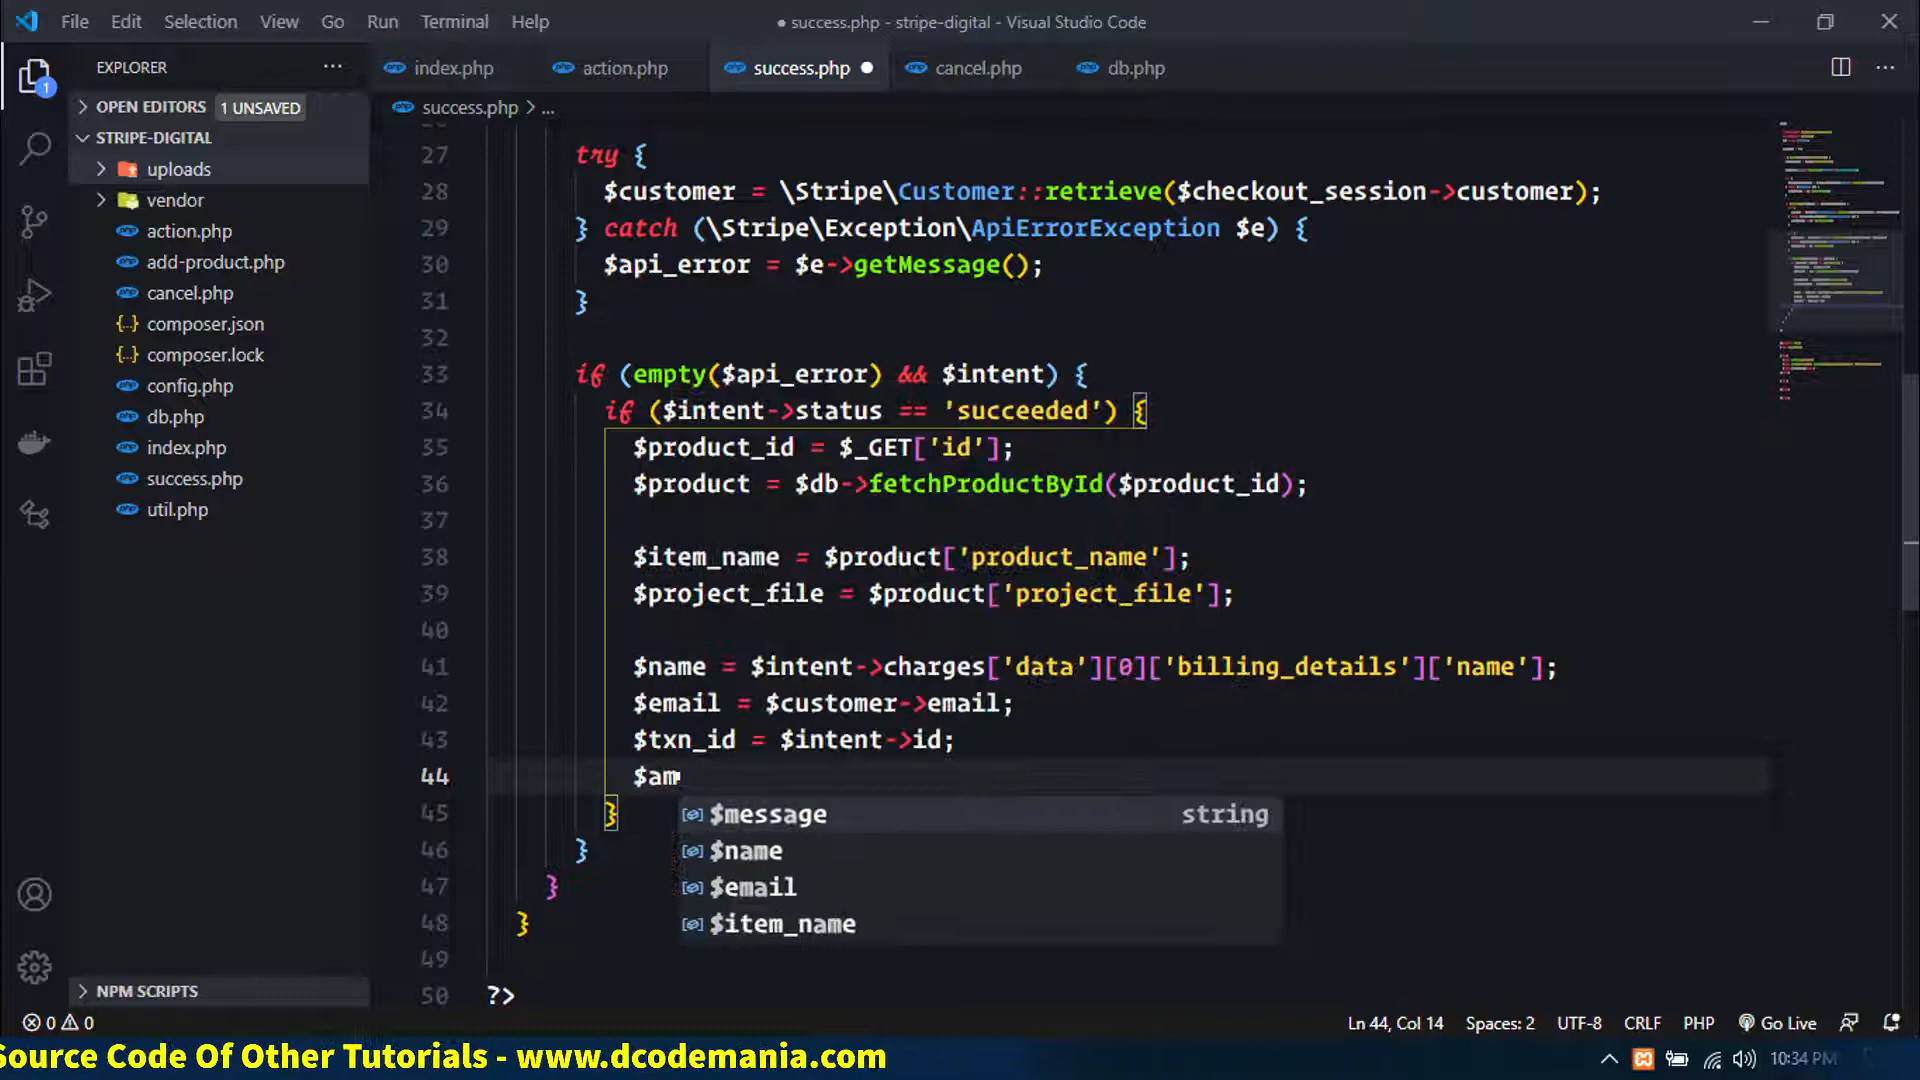 File Edit Selection View Go Run Terminal Help
● success.php - stripe-digital - Visual Studio Code
EXPLORER
index.php
action.php
success.php
cancel.php
db.php
OPEN EDITORS 1 UNSAVED
success.php > ...
STRIPE-DIGITAL
uploads
vendor
action.php
add-product.php
cancel.php
composer.json
composer.lock
config.php
db.php
index.php
success.php
util.php
NPM SCRIPTS
27 try {
28 $customer = \Stripe\Customer::retrieve($checkout_session->customer);
29 } catch (\Stripe\Exception\ApiErrorException $e) {
30 $api_error = $e->getMessage();
31 }
32
33 if (empty($api_error) && $intent) {
34 if ($intent->status == 'succeeded') {
35 $product_id = $_GET['id'];
36 $product = $db->fetchProductById($product_id);
37
38 $item_name = $product['product_name'];
39 $project_file = $product['project_file'];
40
41 $name = $intent->charges['data'][0]['billing_details']['name'];
42 $email = $customer->email;
43 $txn_id = $intent->id;
44 $am
45 }
46 }
47 }
48 }
49
50 ?>
$message string
$name
$email
$item_name
1
0 0
Ln 44, Col 14 Spaces: 2 UTF-8 CRLF PHP Go Live
Source Code Of Other Tutorials - www.dcodemania.com
10:34 PM